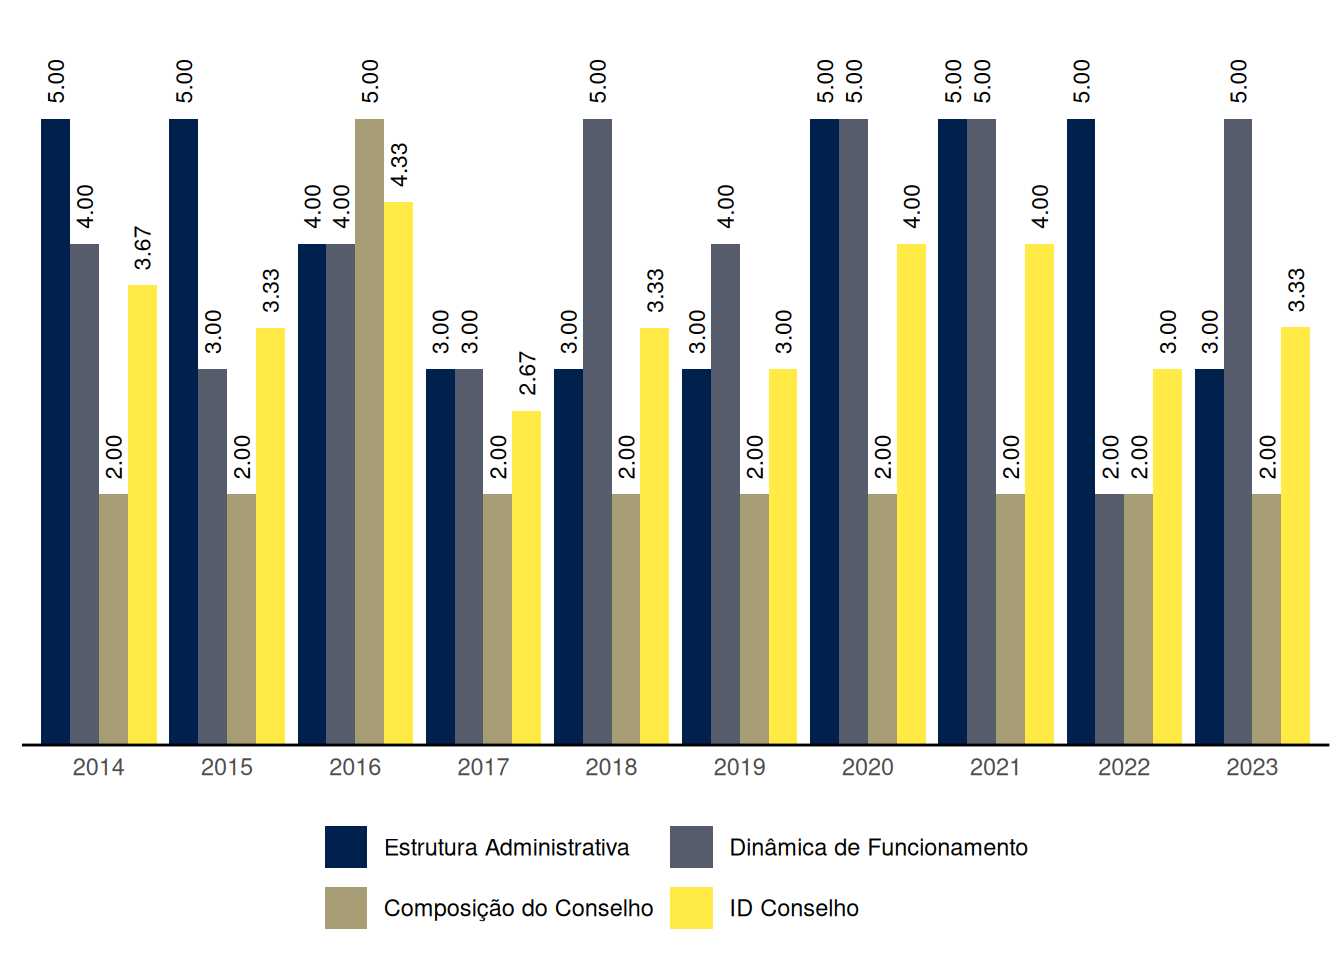 5.00 4.00 2.00 3.67 5.00 3.00 2.00 3.33 4.00 4.00 5.00 4.33 3.00 3.00 2.00 2.67 3.00 5.00 2.00 3.33 3.00 4.00 2.00 3.00 5.00 5.00 2.00 4.00 5.00 5.00 2.00 4.00 5.00 2.00 2.00 3.00 3.00 5.00 2.00 3.33
2014 2015 2016 2017 2018 2019 2020 2021 2022 2023
Estrutura Administrativa Dinâmica de Funcionamento
Composição do Conselho ID Conselho